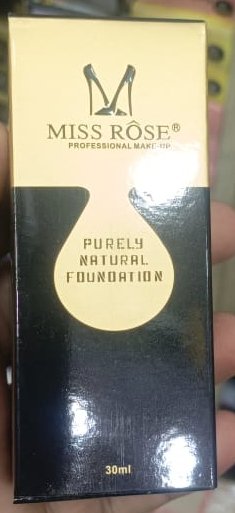 MISS RÔSE®
PROFESSIONAL MAKE-UP
PURELY
NATURAL
FOUNDATION
30ml